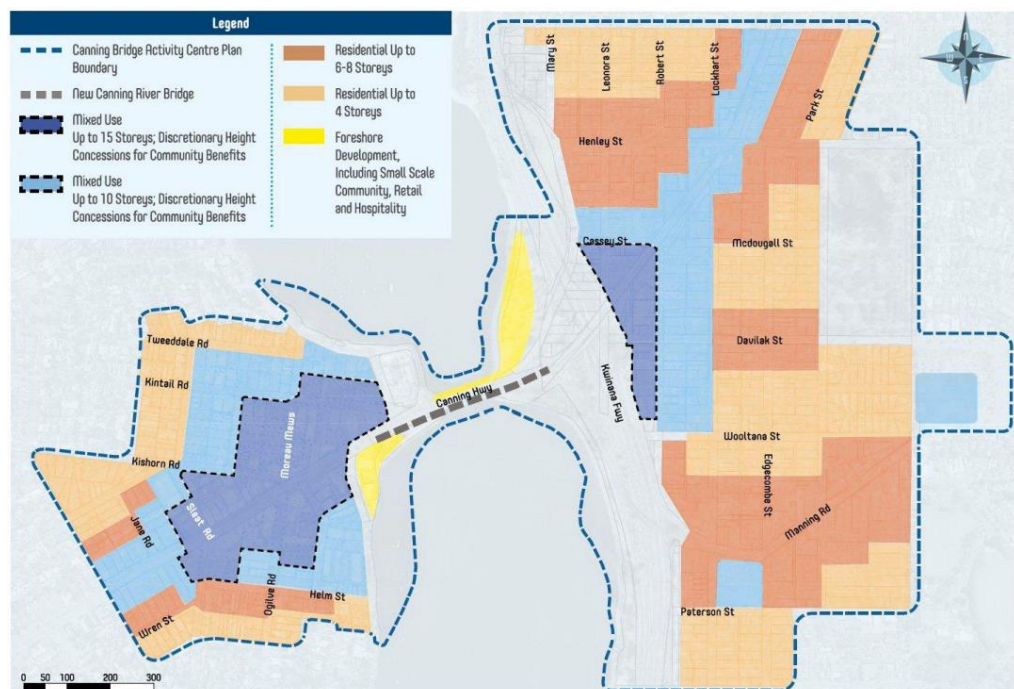 Legend
Canning Bridge Activity Centre Plan
Boundary
New Canning River Bridge
Mixed Use
Up to 15 Storeys; Discretionary Height
Concessions for Community Benefits
Mixed Use
Up to 10 Storeys; Discretionary Height
Concessions for Community Benefits
Residential Up to
6-8 Storeys
Residential Up to
4 Storeys
Foreshore
Development,
Including Small Scale
Community, Retail
and Hospitality
Mary St
Leonora St
Robert St
Lockhart St
Park St
Henley St
Cassey St
Mcdougall St
Davilak St
Kwinana Fwy
Canning Hwy
Wooltana St
Edgecombe St
Manning Rd
Paterson St
Tweeddale Rd
Kintail Rd
Moreau Mews
Kishorn Rd
Sleat Rd
Jane Rd
Ogilve Rd
Helm St
Wren St
0 50 100 200 300